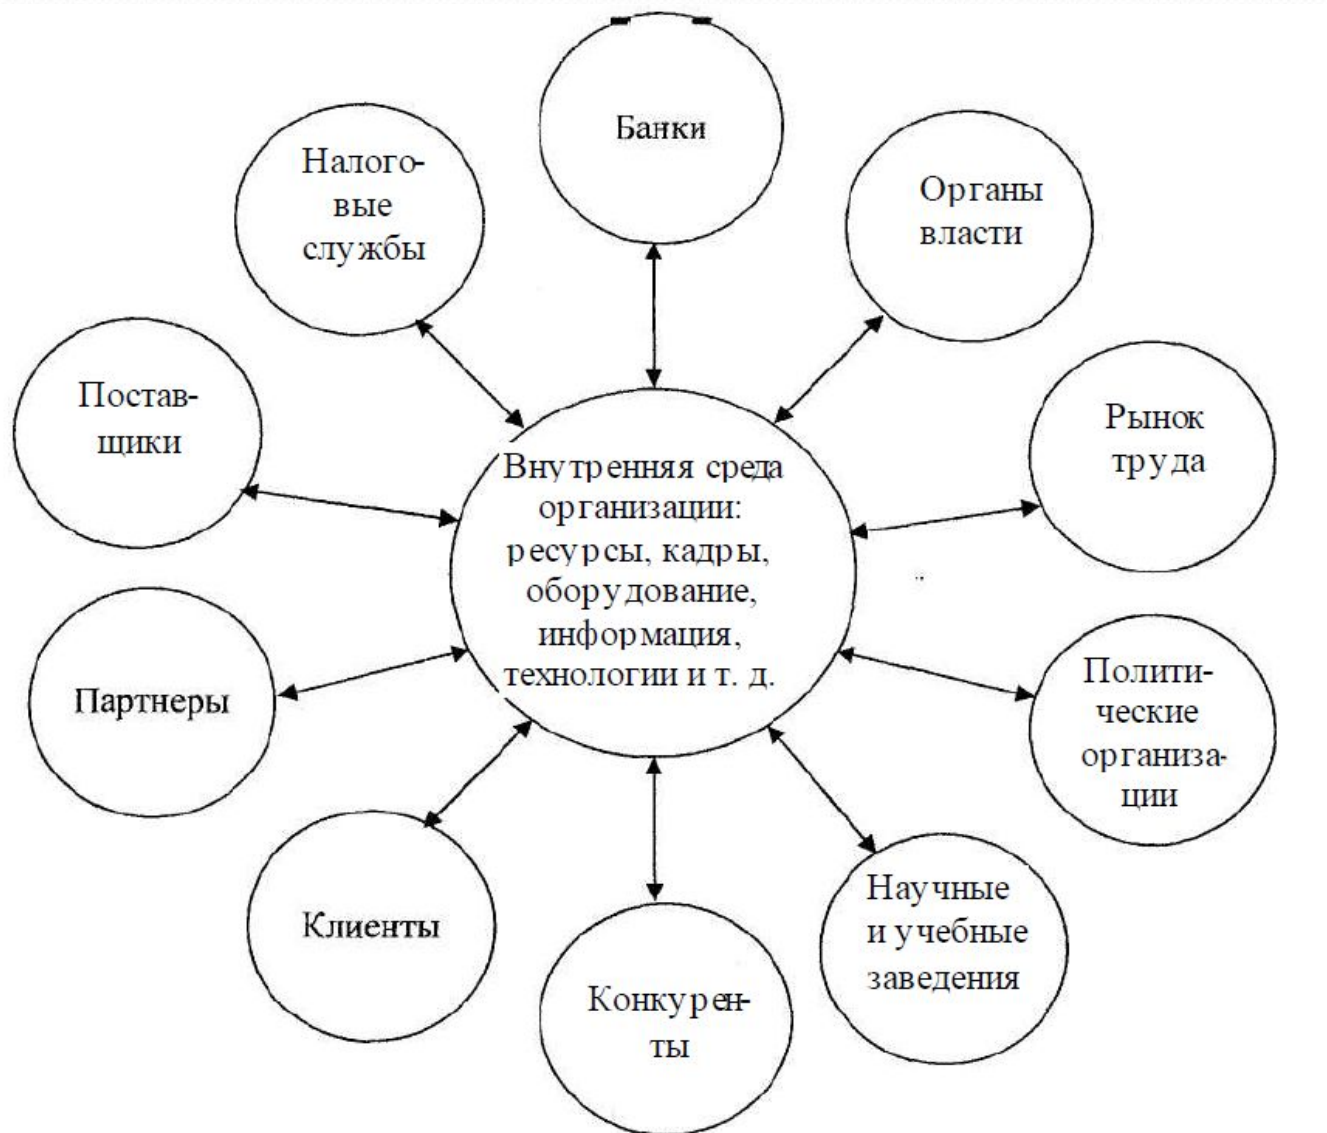 Банки
Налого-
вые
службы
Органы
власти
Постав-
щики
Рынок
труда
Внутренняя среда
организации:
ресурсы, кадры,
оборудование,
информация,
технологии и т. д.
Партнеры
Полити-
ческие
организа-
ции
Клиенты
Научные
и учебные
заведения
Конкурен-
ты